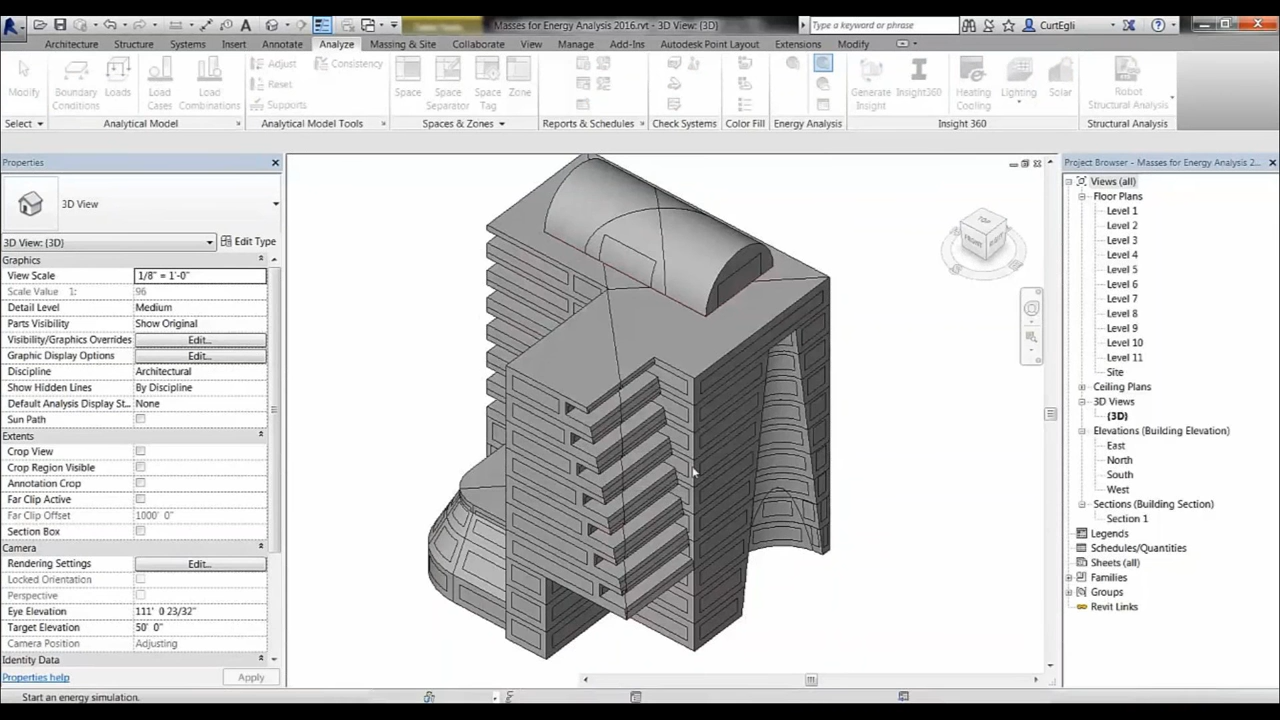 Masses for Energy Analysis 2016.rvt - 3D View: {3D}
Type a keyword or phrase
CurtEgli
Architecture Structure Systems Insert Annotate Analyze Massing & Site Collaborate View Manage Add-Ins Autodesk Point Layout Extensions Modify
Adjust Consistency
Reset
Supports
Modify Boundary Conditions Loads Load Cases Load Combinations Space Space Separator Space Tag Zone Generate Insight Insight360 Heating Cooling Lighting Solar Robot Structural Analysis
Select Analytical Model Analytical Model Tools Spaces & Zones Reports & Schedules Check Systems Color Fill Energy Analysis Insight 360 Structural Analysis
Properties
3D View
3D View: {3D} Edit Type
Graphics
View Scale 1/8" = 1'-0"
Scale Value 1: 96
Detail Level Medium
Parts Visibility Show Original
Visibility/Graphics Overrides Edit...
Graphic Display Options Edit...
Discipline Architectural
Show Hidden Lines By Discipline
Default Analysis Display St... None
Sun Path
Extents
Crop View
Crop Region Visible
Annotation Crop
Far Clip Active
Far Clip Offset 1000' 0"
Section Box
Camera
Rendering Settings Edit...
Locked Orientation
Perspective
Eye Elevation 111' 0 23/32"
Target Elevation 50' 0"
Camera Position Adjusting
Identity Data
Properties help Apply
Start an energy simulation.
TOP
FRONT
Project Browser - Masses for Energy Analysis 2...
Views (all)
Floor Plans
Level 1
Level 2
Level 3
Level 4
Level 5
Level 6
Level 7
Level 8
Level 9
Level 10
Level 11
Site
Ceiling Plans
3D Views
{3D}
Elevations (Building Elevation)
East
North
South
West
Sections (Building Section)
Section 1
Legends
Schedules/Quantities
Sheets (all)
Families
Groups
Revit Links